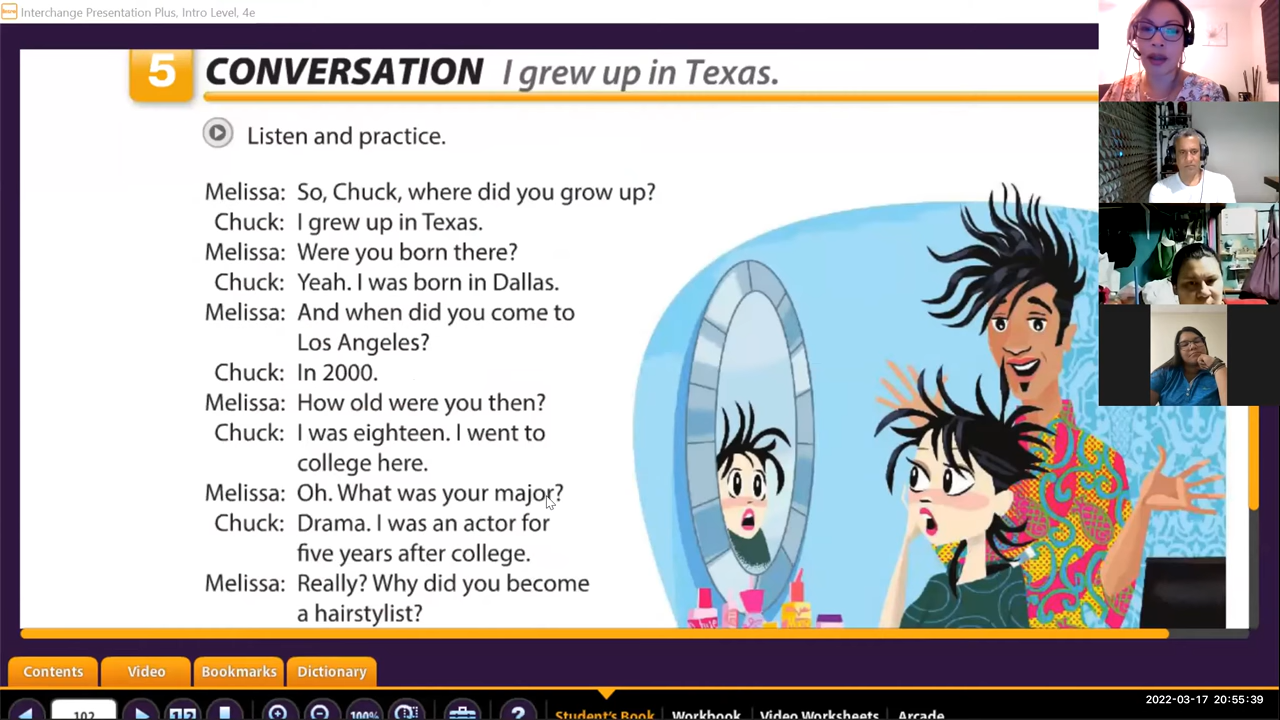 Interchange Presentation Plus, Intro Level, 4e
5 CONVERSATION I grew up in Texas.
Listen and practice.
Melissa: So, Chuck, where did you grow up?
Chuck: I grew up in Texas.
Melissa: Were you born there?
Chuck: Yeah. I was born in Dallas.
Melissa: And when did you come to
Los Angeles?
Chuck: In 2000.
Melissa: How old were you then?
Chuck: I was eighteen. I went to
college here.
Melissa: Oh. What was your major?
Chuck: Drama. I was an actor for
five years after college.
Melissa: Really? Why did you become
a hairstylist?
Contents Video Bookmarks Dictionary
2022-03-17 20:55:39
102 100% ? Student's Book Workbook Video Worksheets Arcade